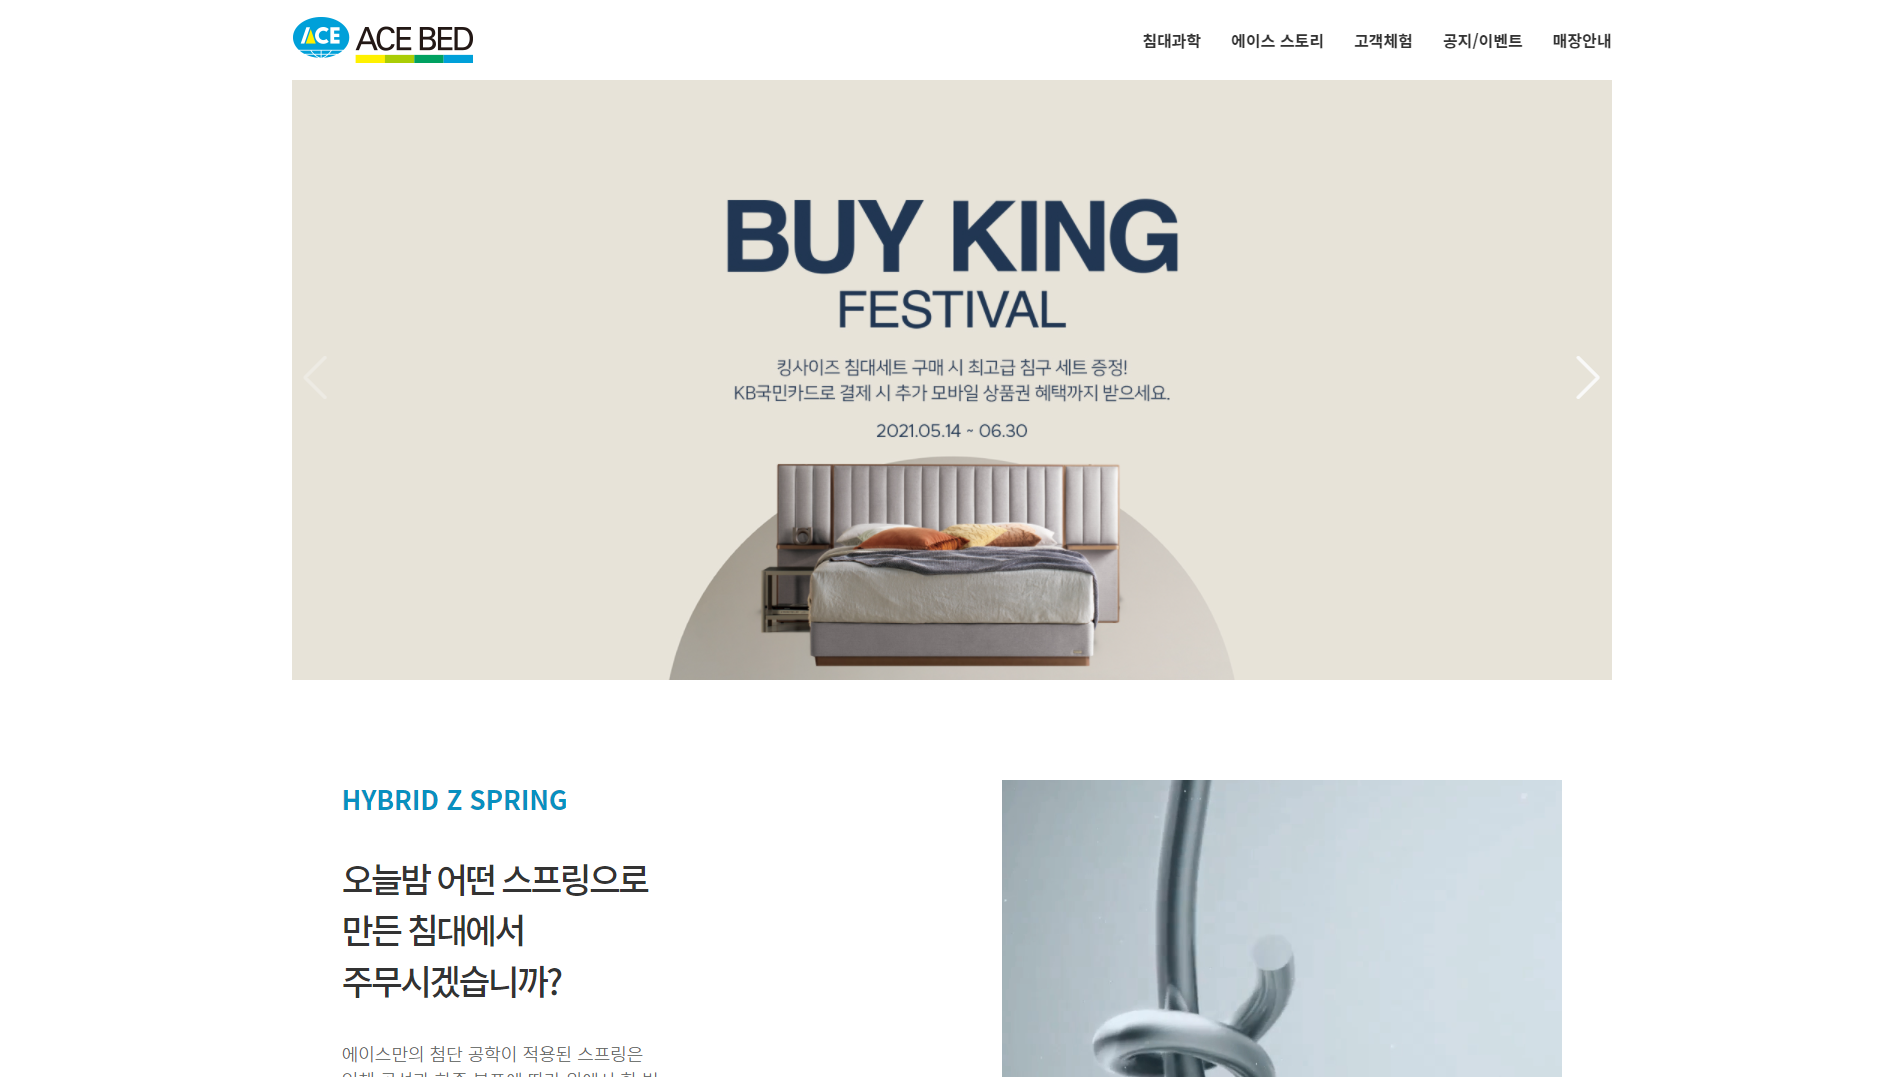 ACE ACE BED
침대과학 에이스 스토리 고객체험 공지/이벤트 매장안내
BUY KING
FESTIVAL
킹사이즈 침대세트 구매 시 최고급 침구 세트 증정!
KB국민카드로 결제 시 추가 모바일 상품권 혜택까지 받으세요.
2021.05.14 ~ 06.30
HYBRID Z SPRING
오늘밤 어떤 스프링으로
만든 침대에서
주무시겠습니까?
에이스만의 첨단 공학이 적용된 스프링은